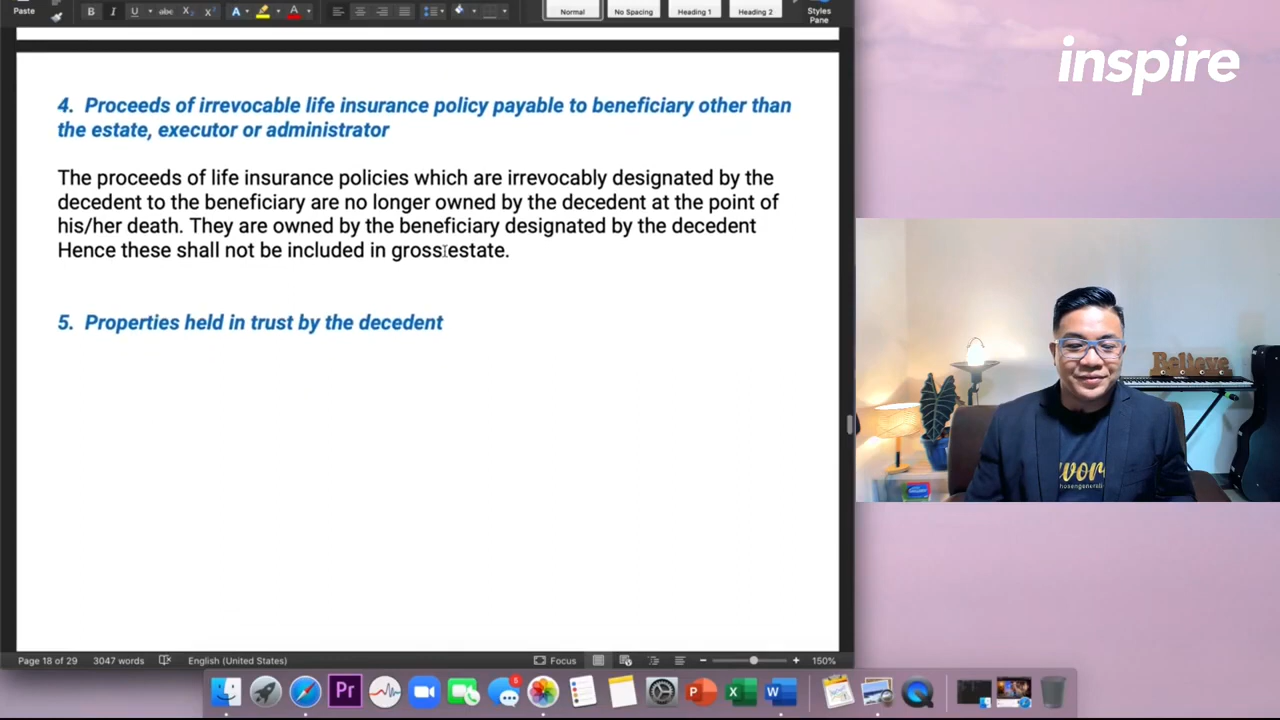 Paste
Normal
No Spacing
Heading 1
Heading 2
Styles
Pane
inspire
4. Proceeds of irrevocable life insurance policy payable to beneficiary other than
the estate, executor or administrator
The proceeds of life insurance policies which are irrevocably designated by the
decedent to the beneficiary are no longer owned by the decedent at the point of
his/her death. They are owned by the beneficiary designated by the decedent
Hence these shall not be included in gross estate.
5. Properties held in trust by the decedent
Believe
Page 18 of 29
3047 words
English (United States)
Focus
150%